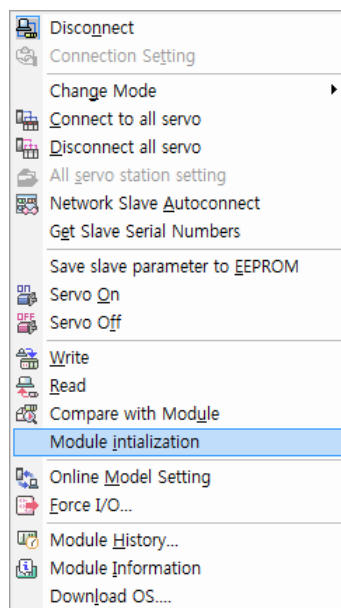 Disconnect
Connection Setting
Change Mode
Connect to all servo
Disconnect all servo
All servo station setting
Network Slave Autoconnect
Get Slave Serial Numbers
Save slave parameter to EEPROM
Servo On
Servo Off
Write
Read
Compare with Module
Module intialization
Online Model Setting
Force I/O...
Module History...
Module Information
Download OS....